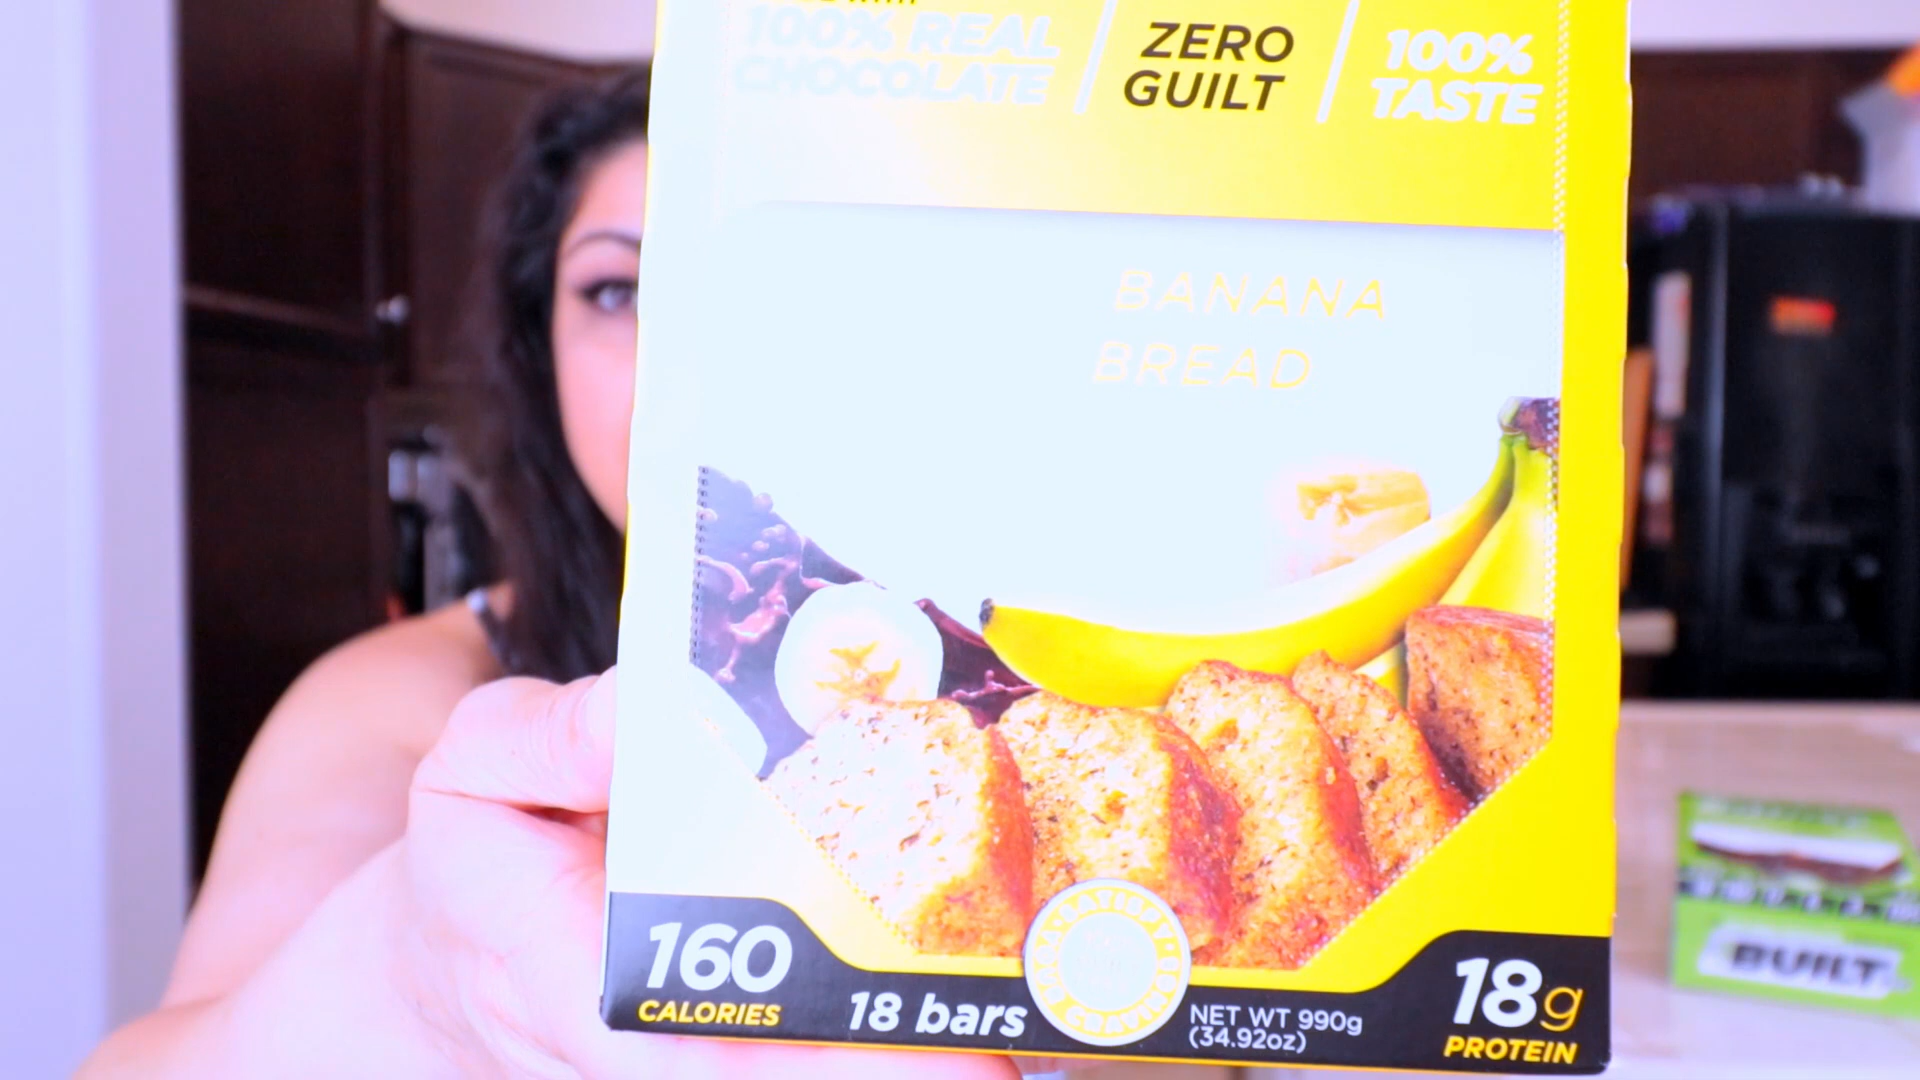 100% REAL
CHOCOLATE
ZERO
GUILT
100%
TASTE
BANANA
BREAD
160
CALORIES
18 bars
NET WT 990g
(34.92oz)
18g
PROTEIN
BUILT